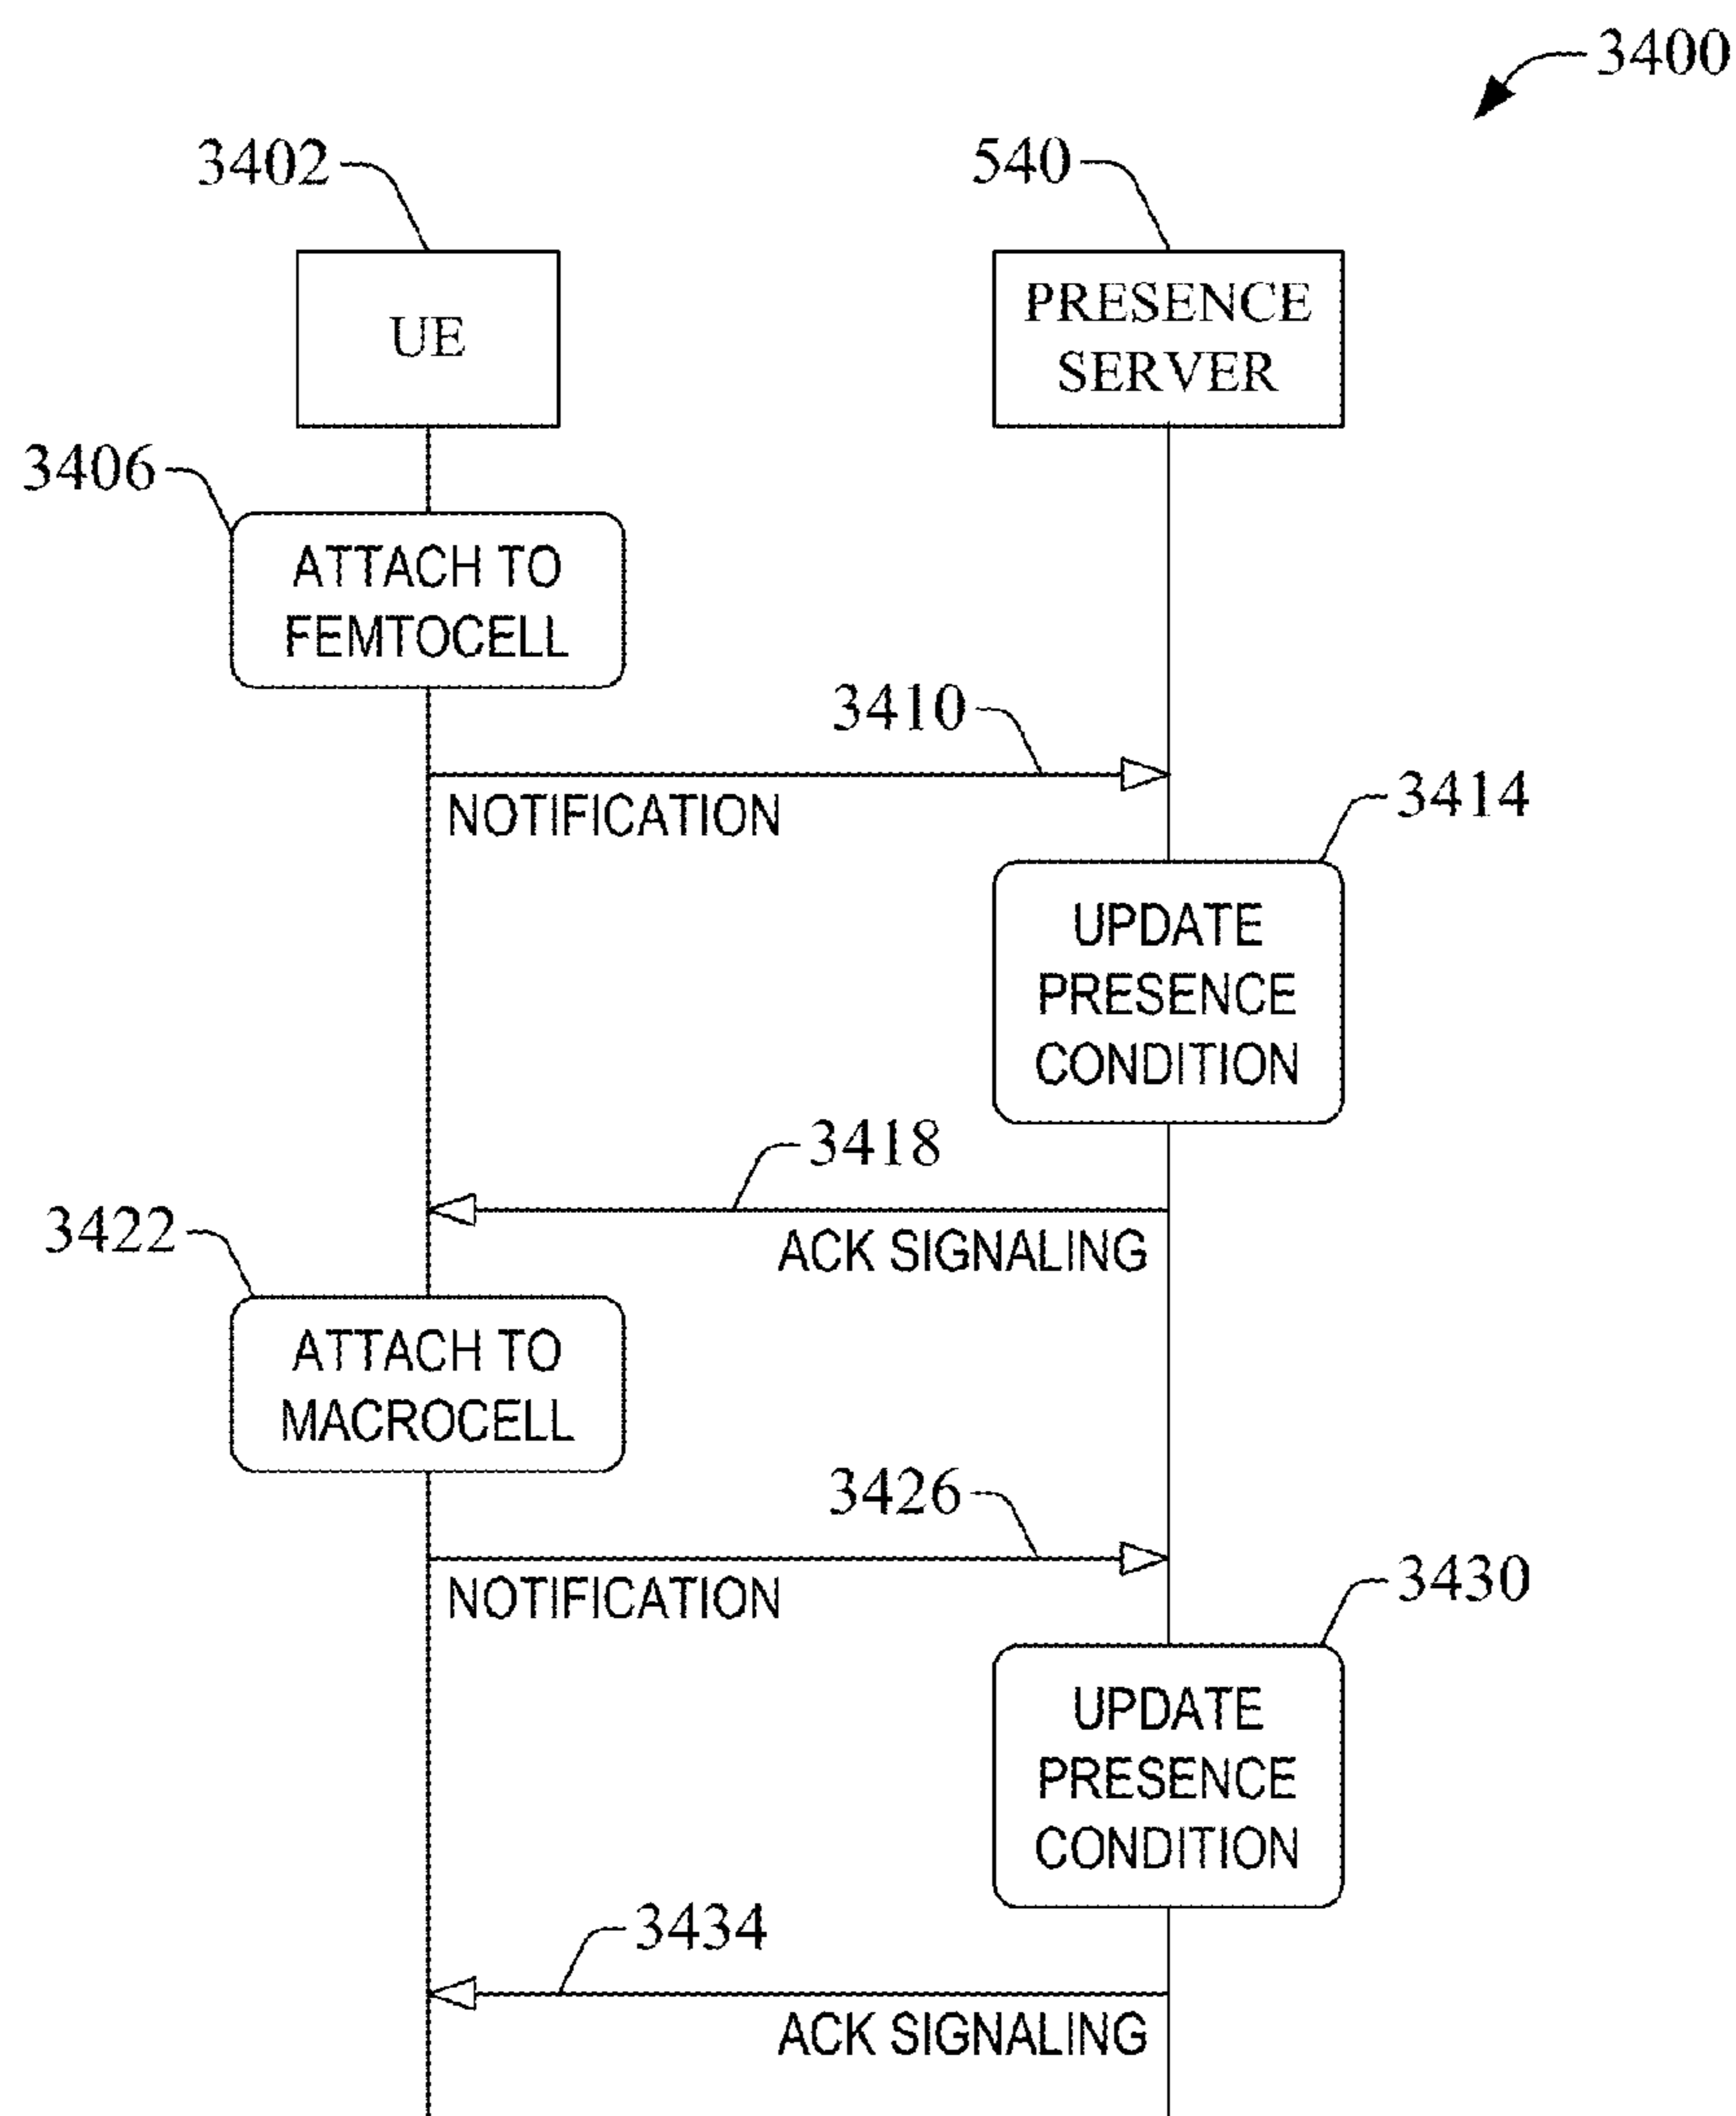 3400
3402
540
UE
PRESENCE
SERVER
3406
ATTACH TO
FEMTOCELL
3410
NOTIFICATION
3414
UPDATE
PRESENCE
CONDITION
3418
ACK SIGNALING
3422
ATTACH TO
MACROCELL
3426
NOTIFICATION
3430
UPDATE
PRESENCE
CONDITION
3434
ACK SIGNALING